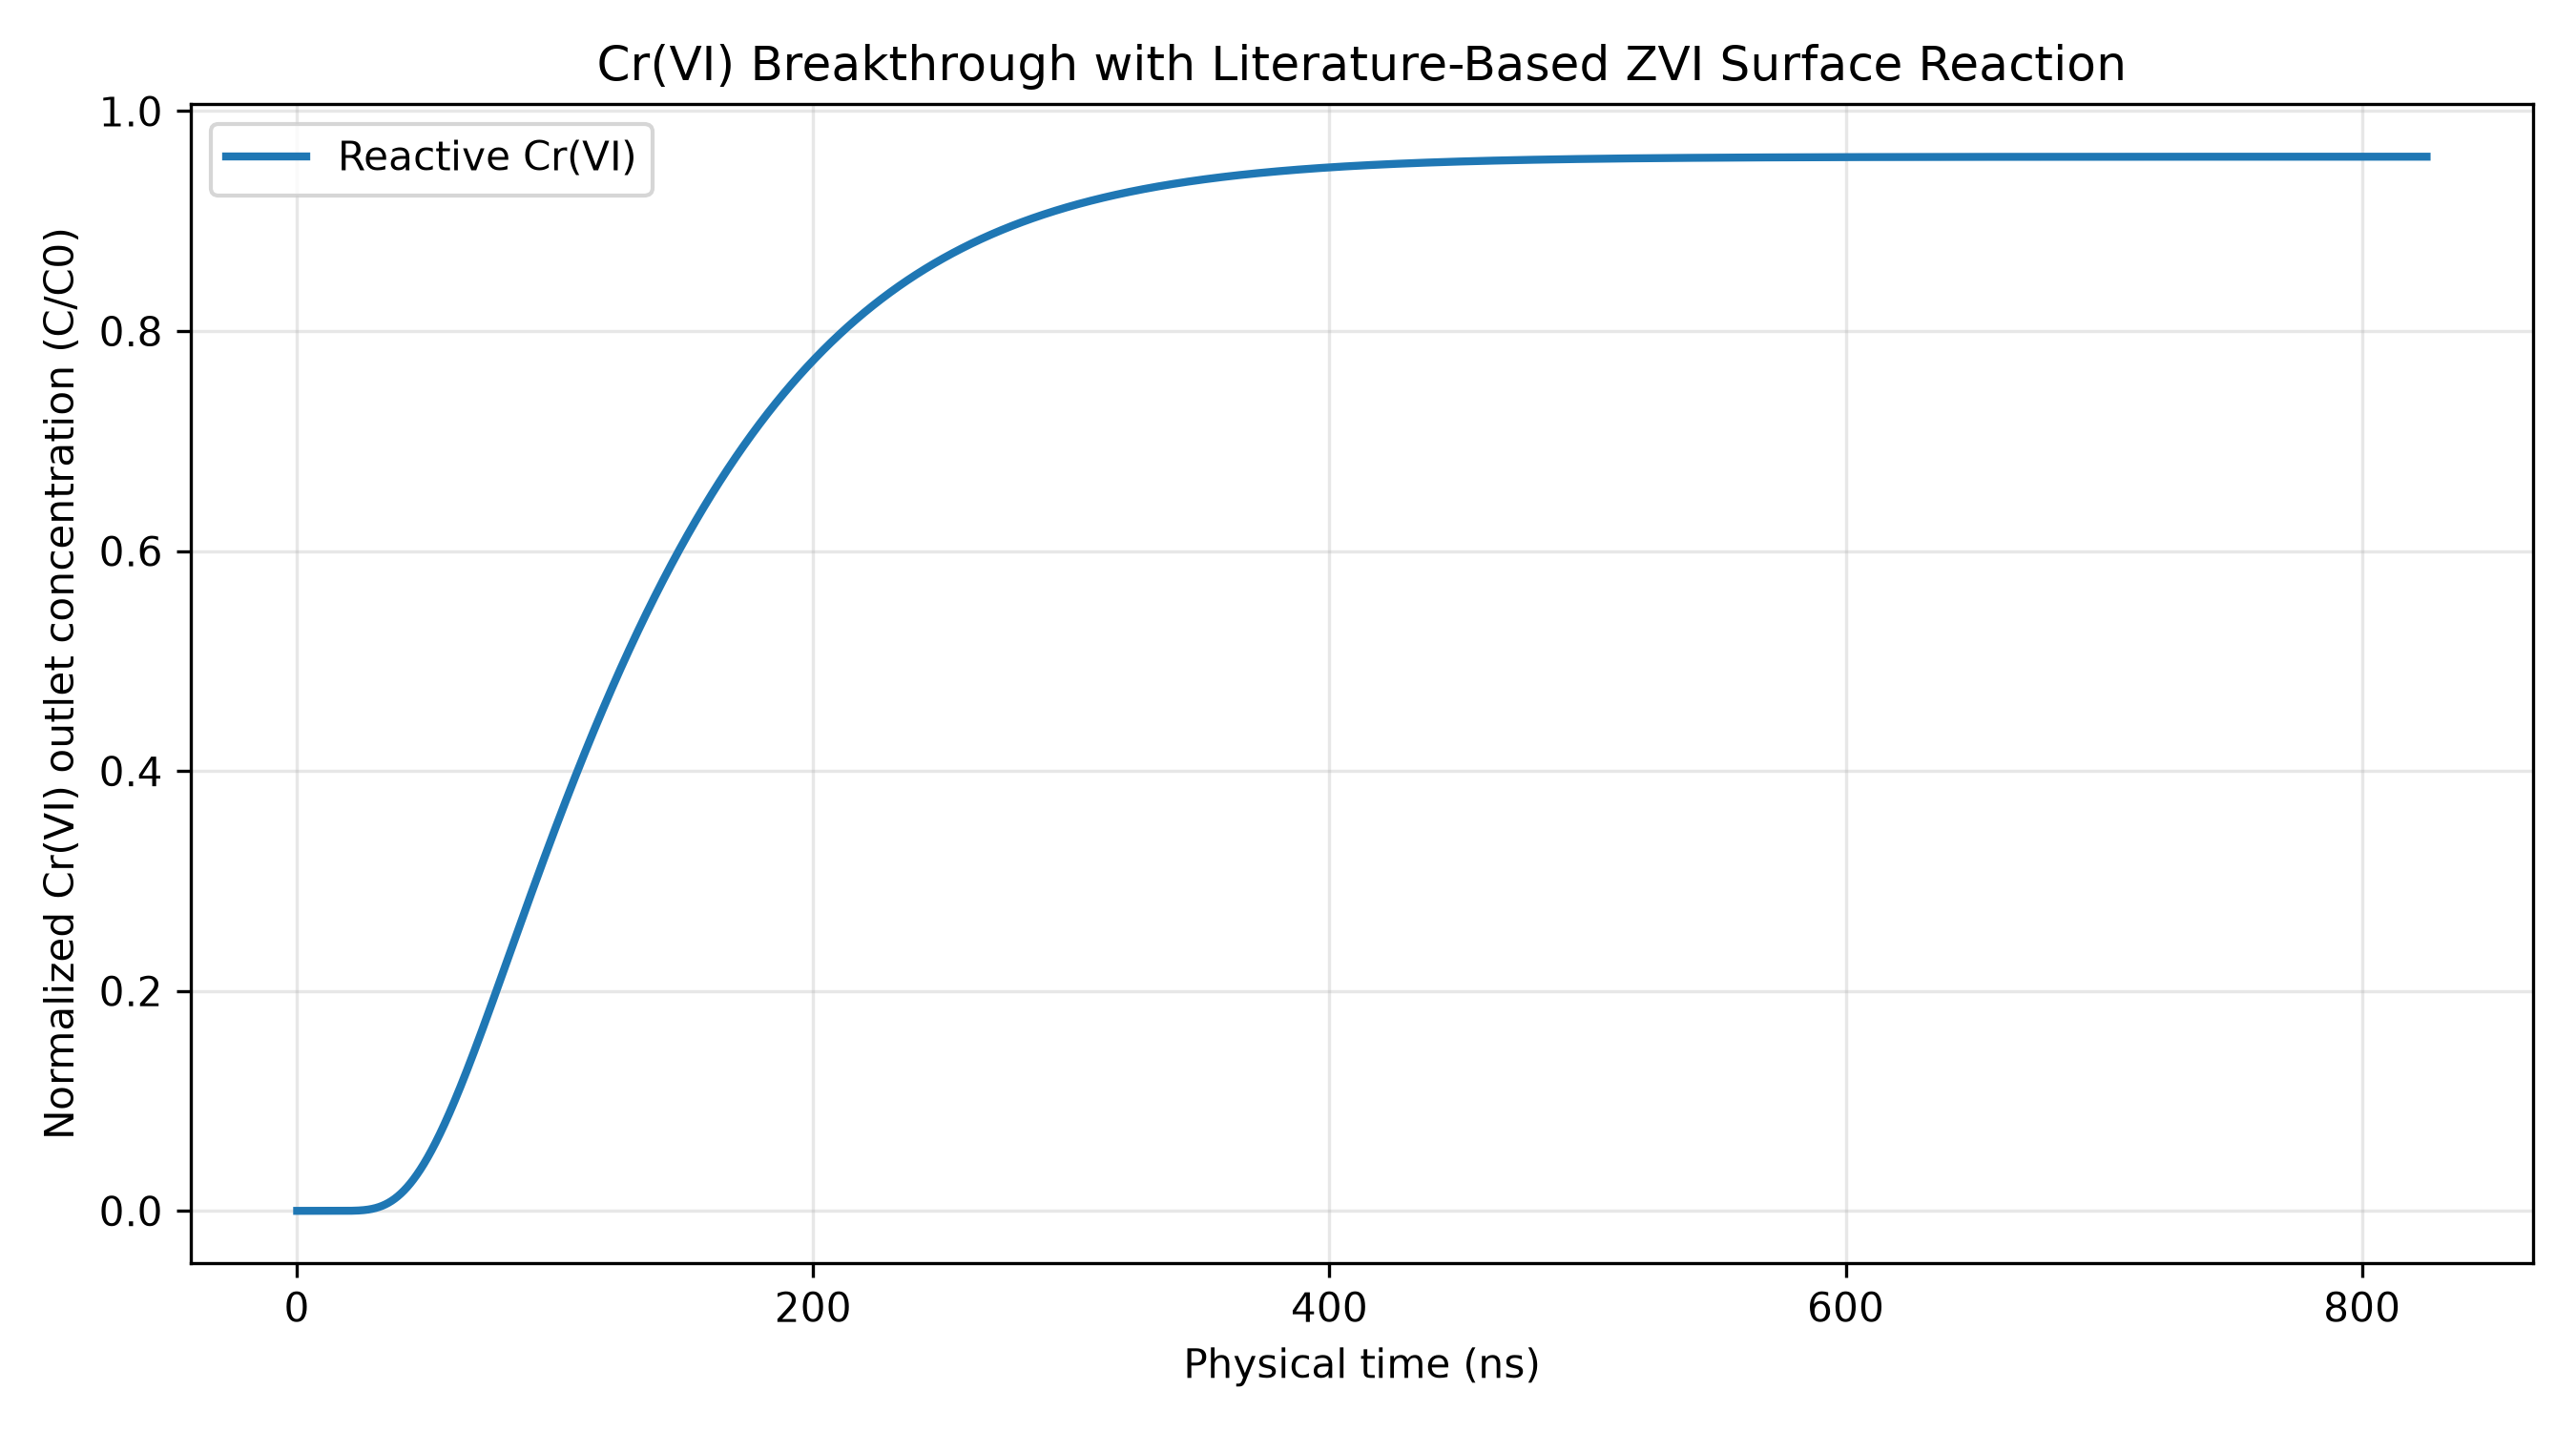 Cr(VI) Breakthrough with Literature-Based ZVI Surface Reaction
Reactive Cr(VI)
Normalized Cr(VI) outlet concentration (C/C0)
1.0
0.8
0.6
0.4
0.2
0.0
0 200 400 600 800
Physical time (ns)